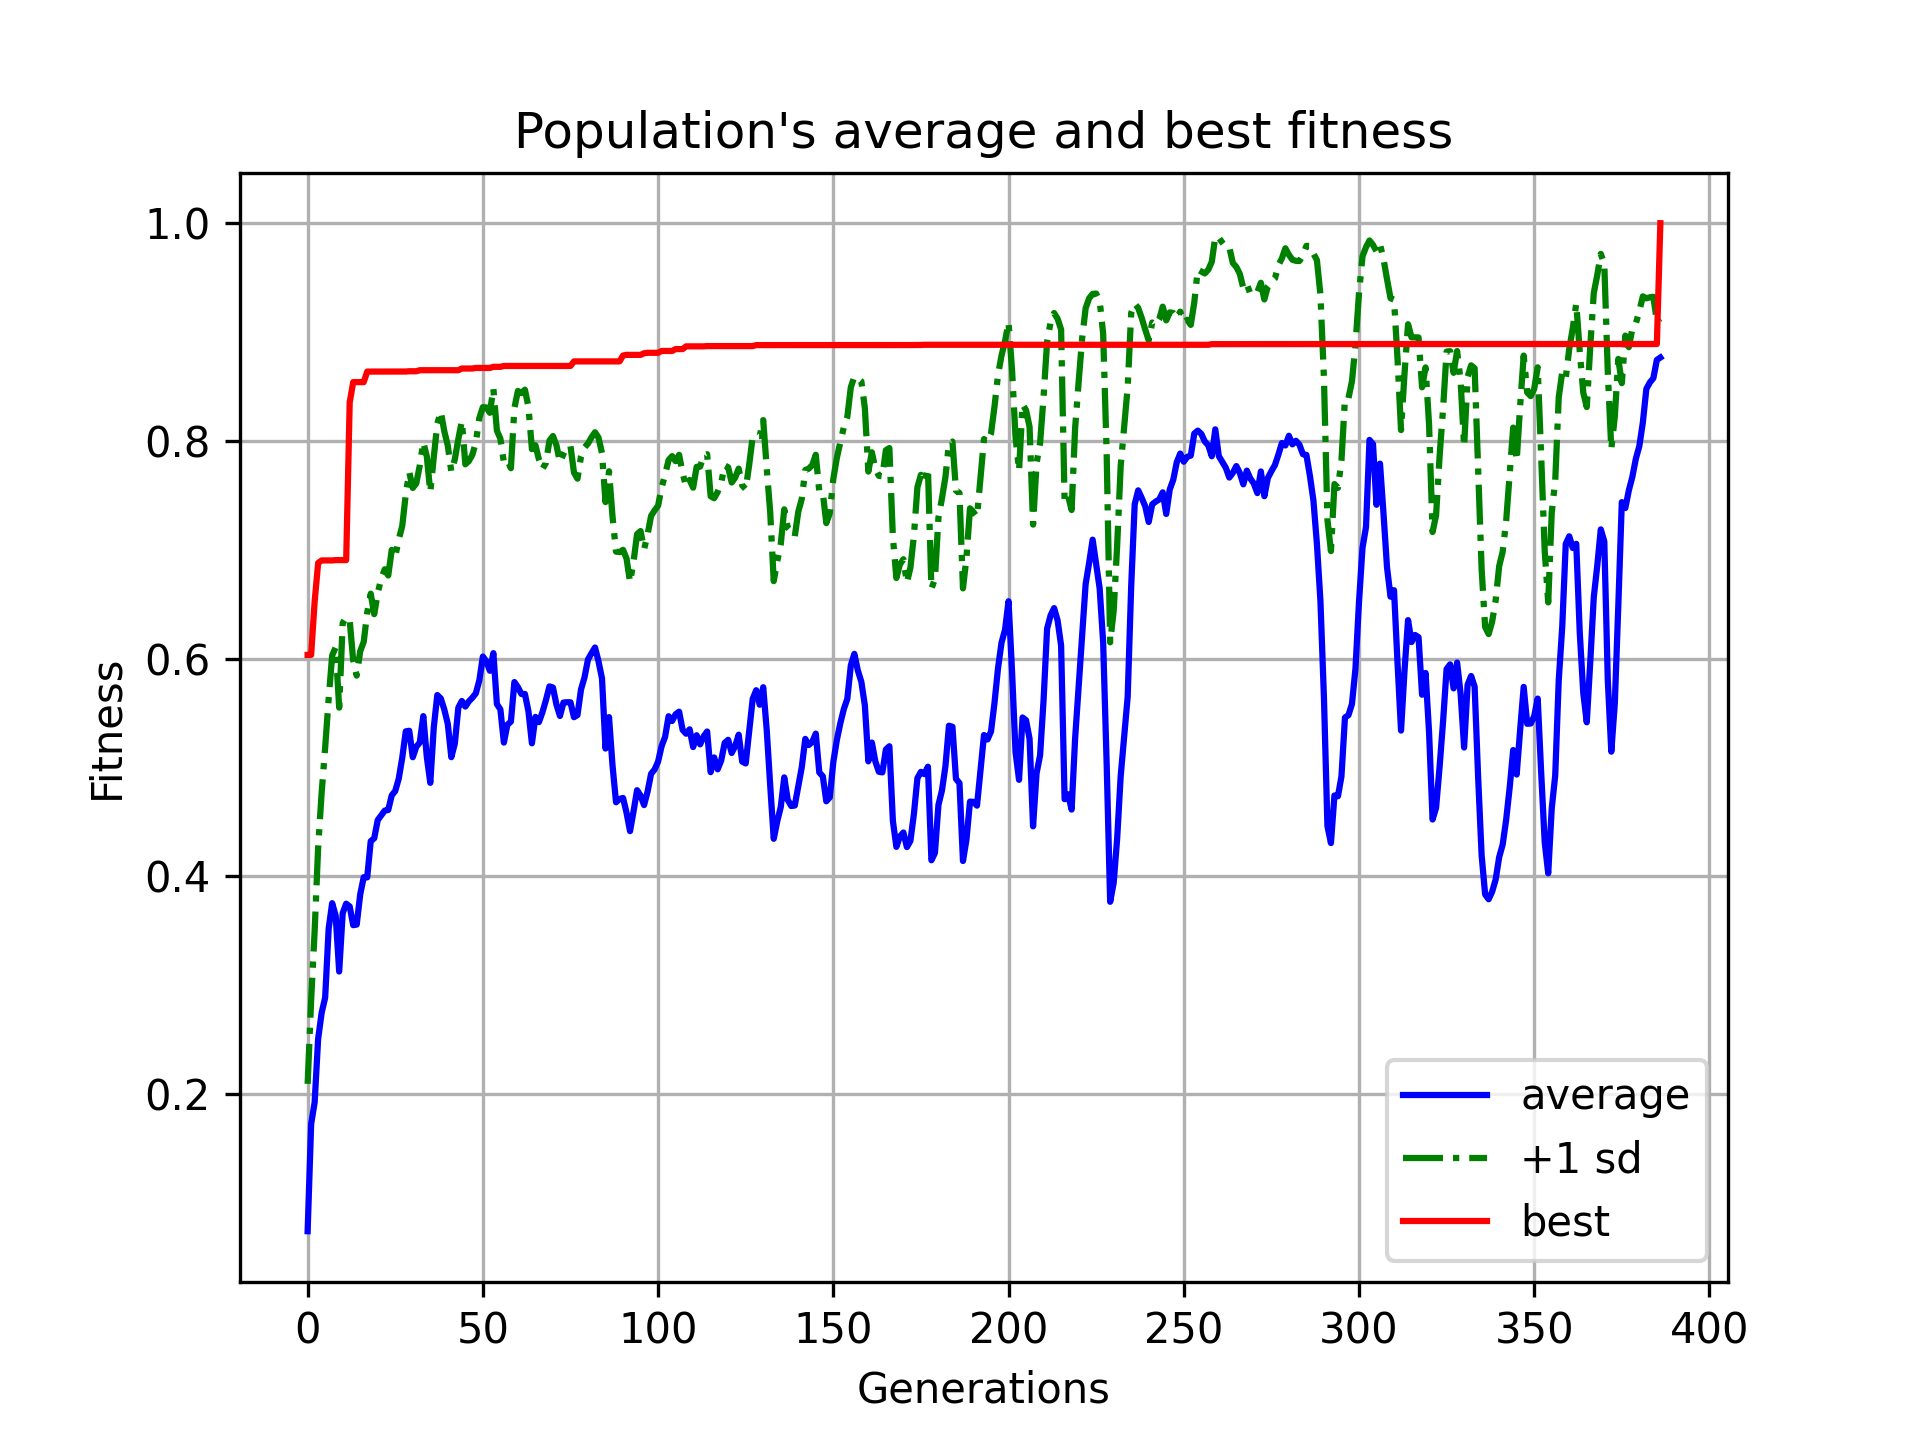 Population's average and best fitness
1.0
0.8
0.6
0.4
0.2
Fitness
0 50 100 150 200 250 300 350 400
Generations
average
+1 sd
best